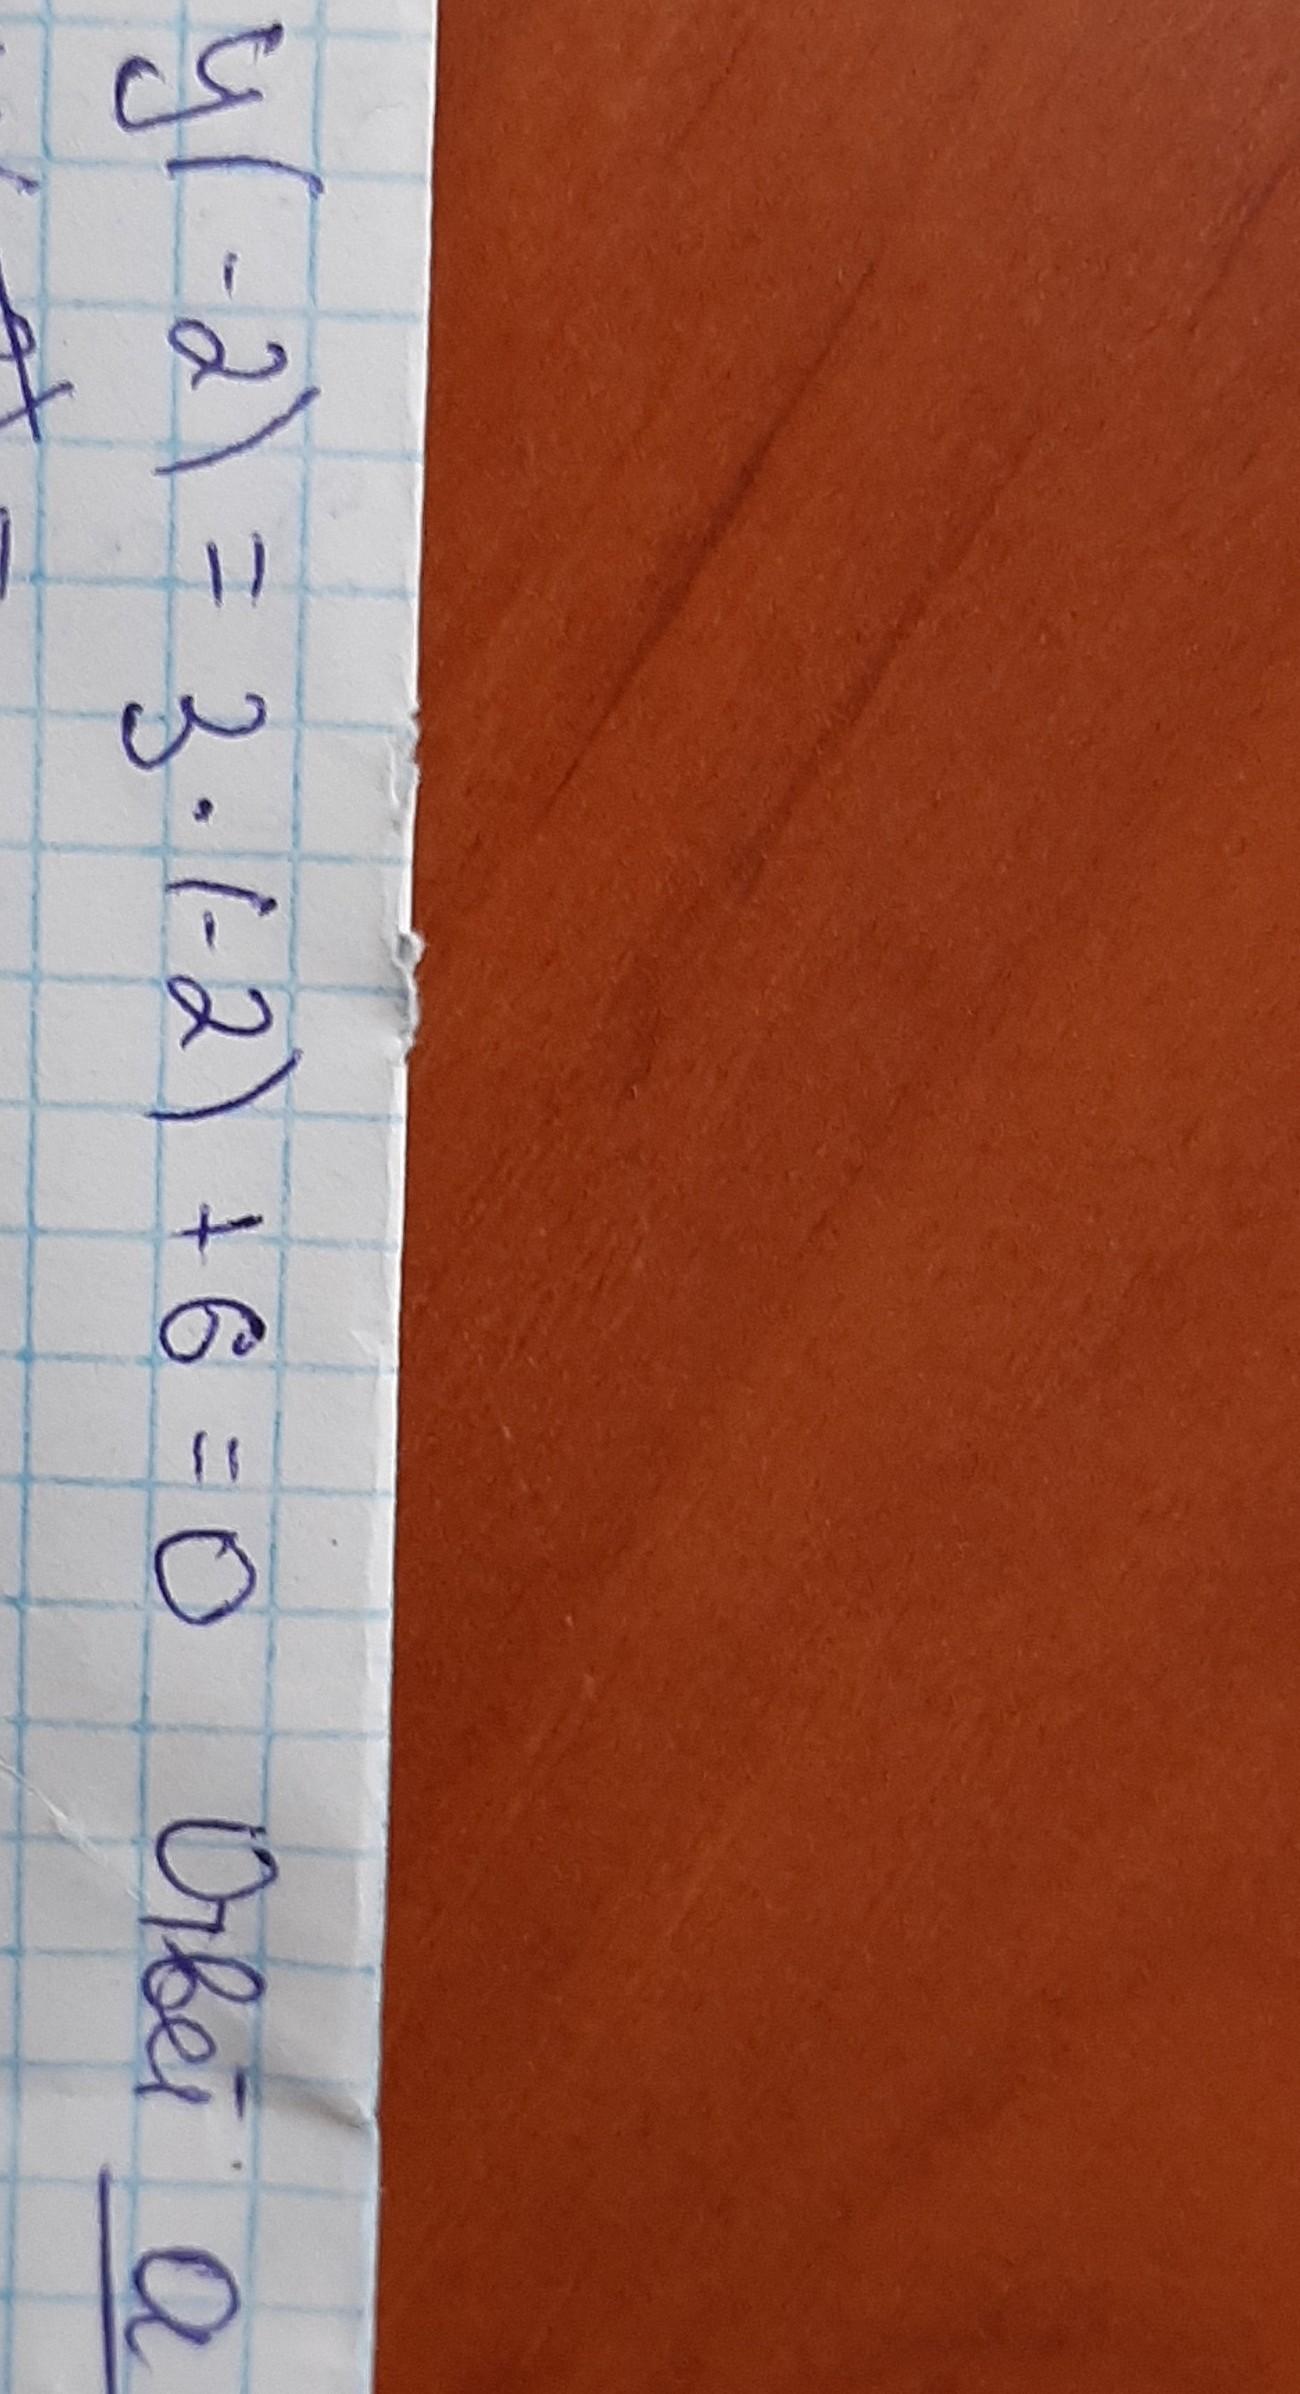 y(-2) = 3·(-2) + 6 = 0 Ответ: a